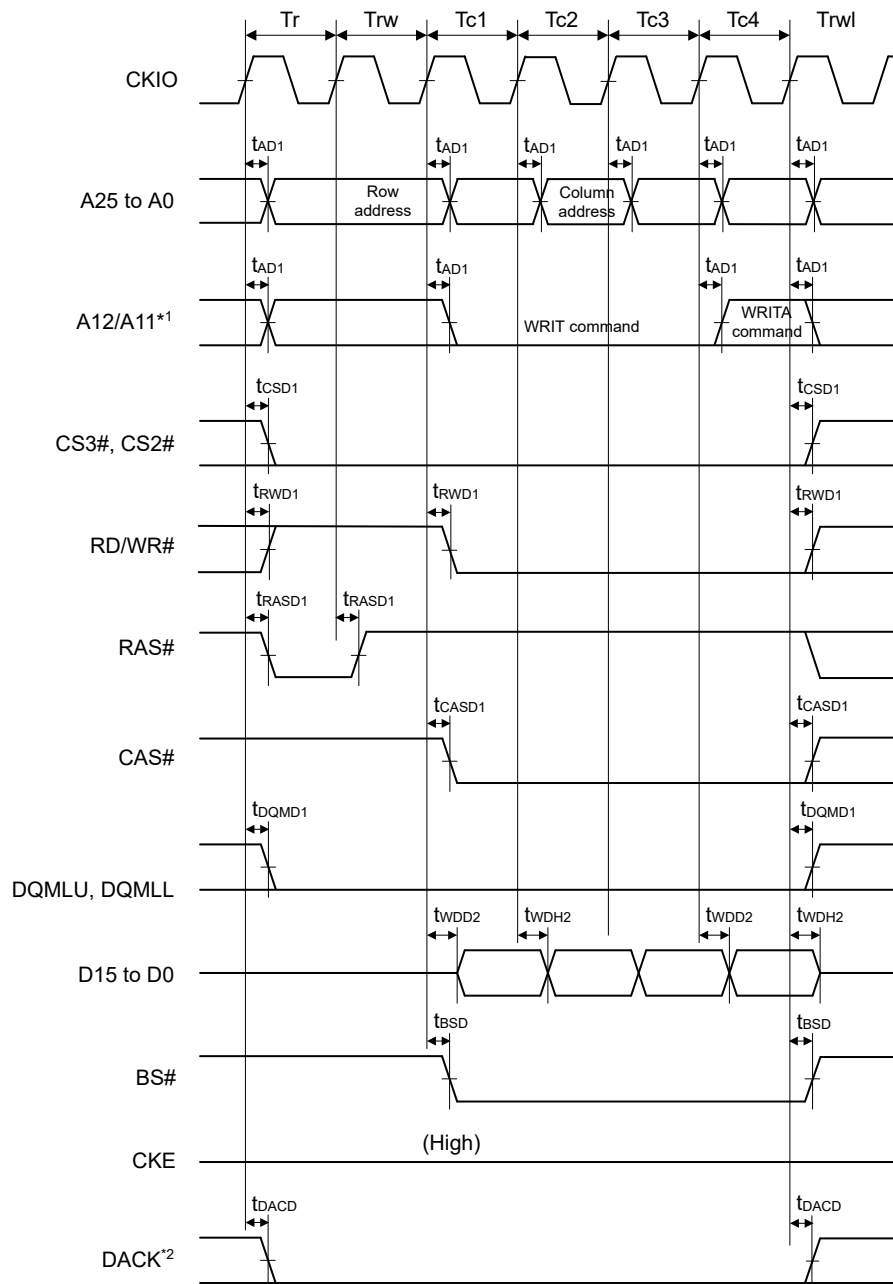 Tr Trw Tc1 Tc2 Tc3 Tc4 Trwl
CKIO
tAD1 tAD1 tAD1 tAD1 tAD1 tAD1
A25 to A0
Row
address
Column
address
tAD1 tAD1 tAD1 tAD1
A12/A11*1
WRIT command
WRITA
command
tCSD1 tCSD1
CS3#, CS2#
tRWD1 tRWD1 tRWD1
RD/WR#
tRASD1 tRASD1
RAS#
tCASD1 tCASD1
CAS#
tDQMD1 tDQMD1
DQMLU, DQMLL
tWDD2 tWDH2 tWDD2 tWDH2
D15 to D0
tBSD tBSD
BS#
(High)
CKE
tDACD tDACD
DACK*2